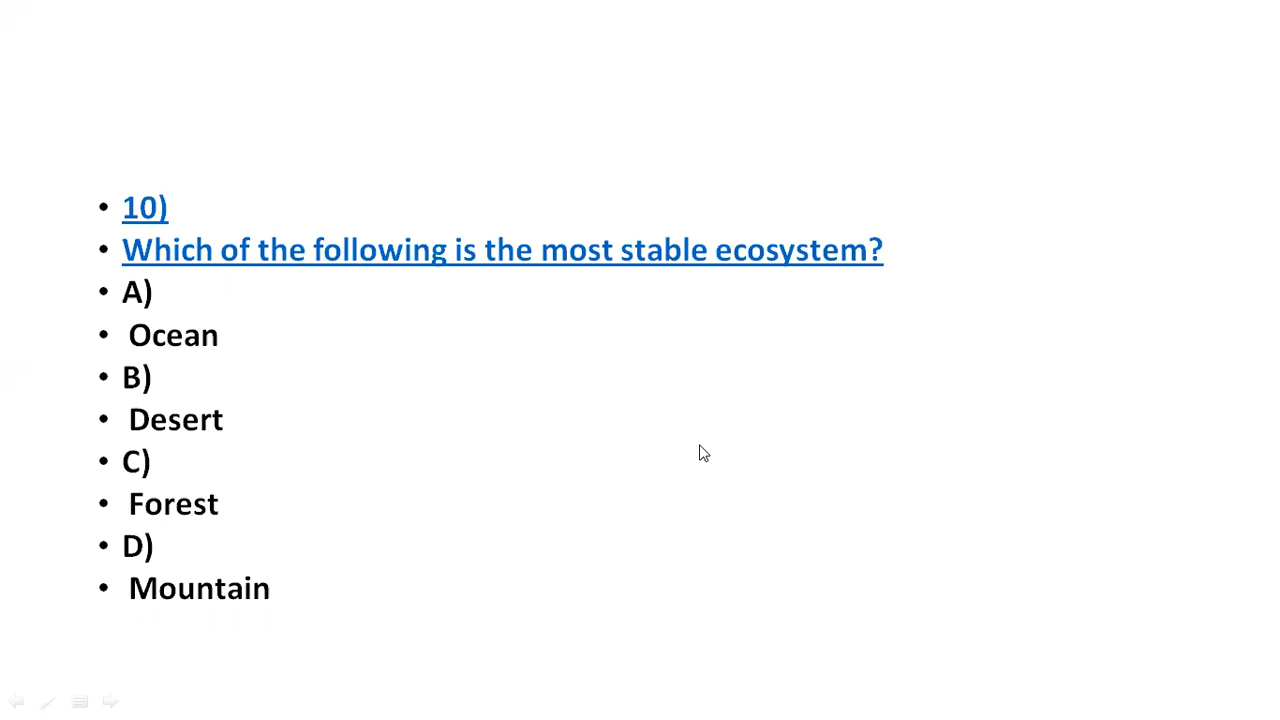 • 10)
• Which of the following is the most stable ecosystem?
• A)
• Ocean
• B)
• Desert
• C)
• Forest
• D)
• Mountain